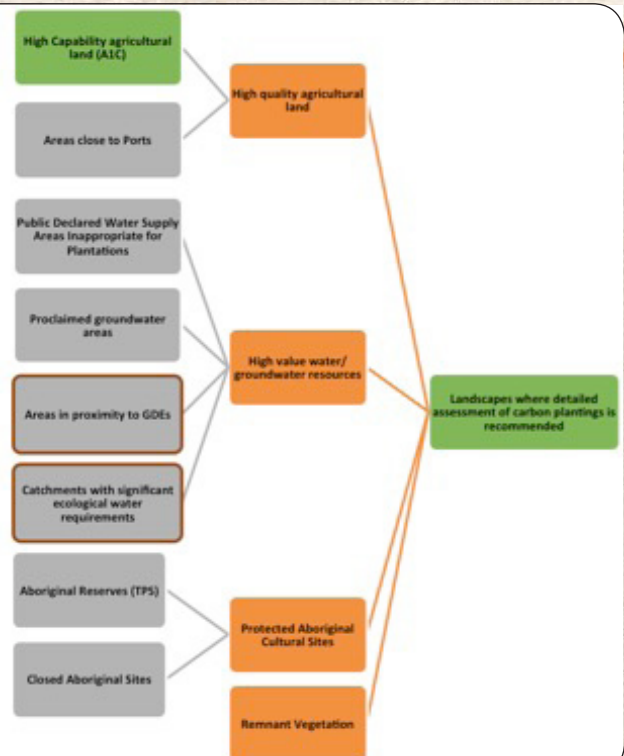 High Capability agricultural
land (A1C)
Areas close to Ports
High quality agricultural
land
Public Declared Water Supply
Areas Inappropriate for
Plantations
Proclaimed groundwater
areas
Areas in proximity to GDEs
Catchments with significant
ecological water
requirements
High value water/
groundwater resources
Landscapes where detailed
assessment of carbon plantings is
recommended
Aboriginal Reserves (TPS)
Closed Aboriginal Sites
Protected Aboriginal
Cultural Sites
Remnant Vegetation